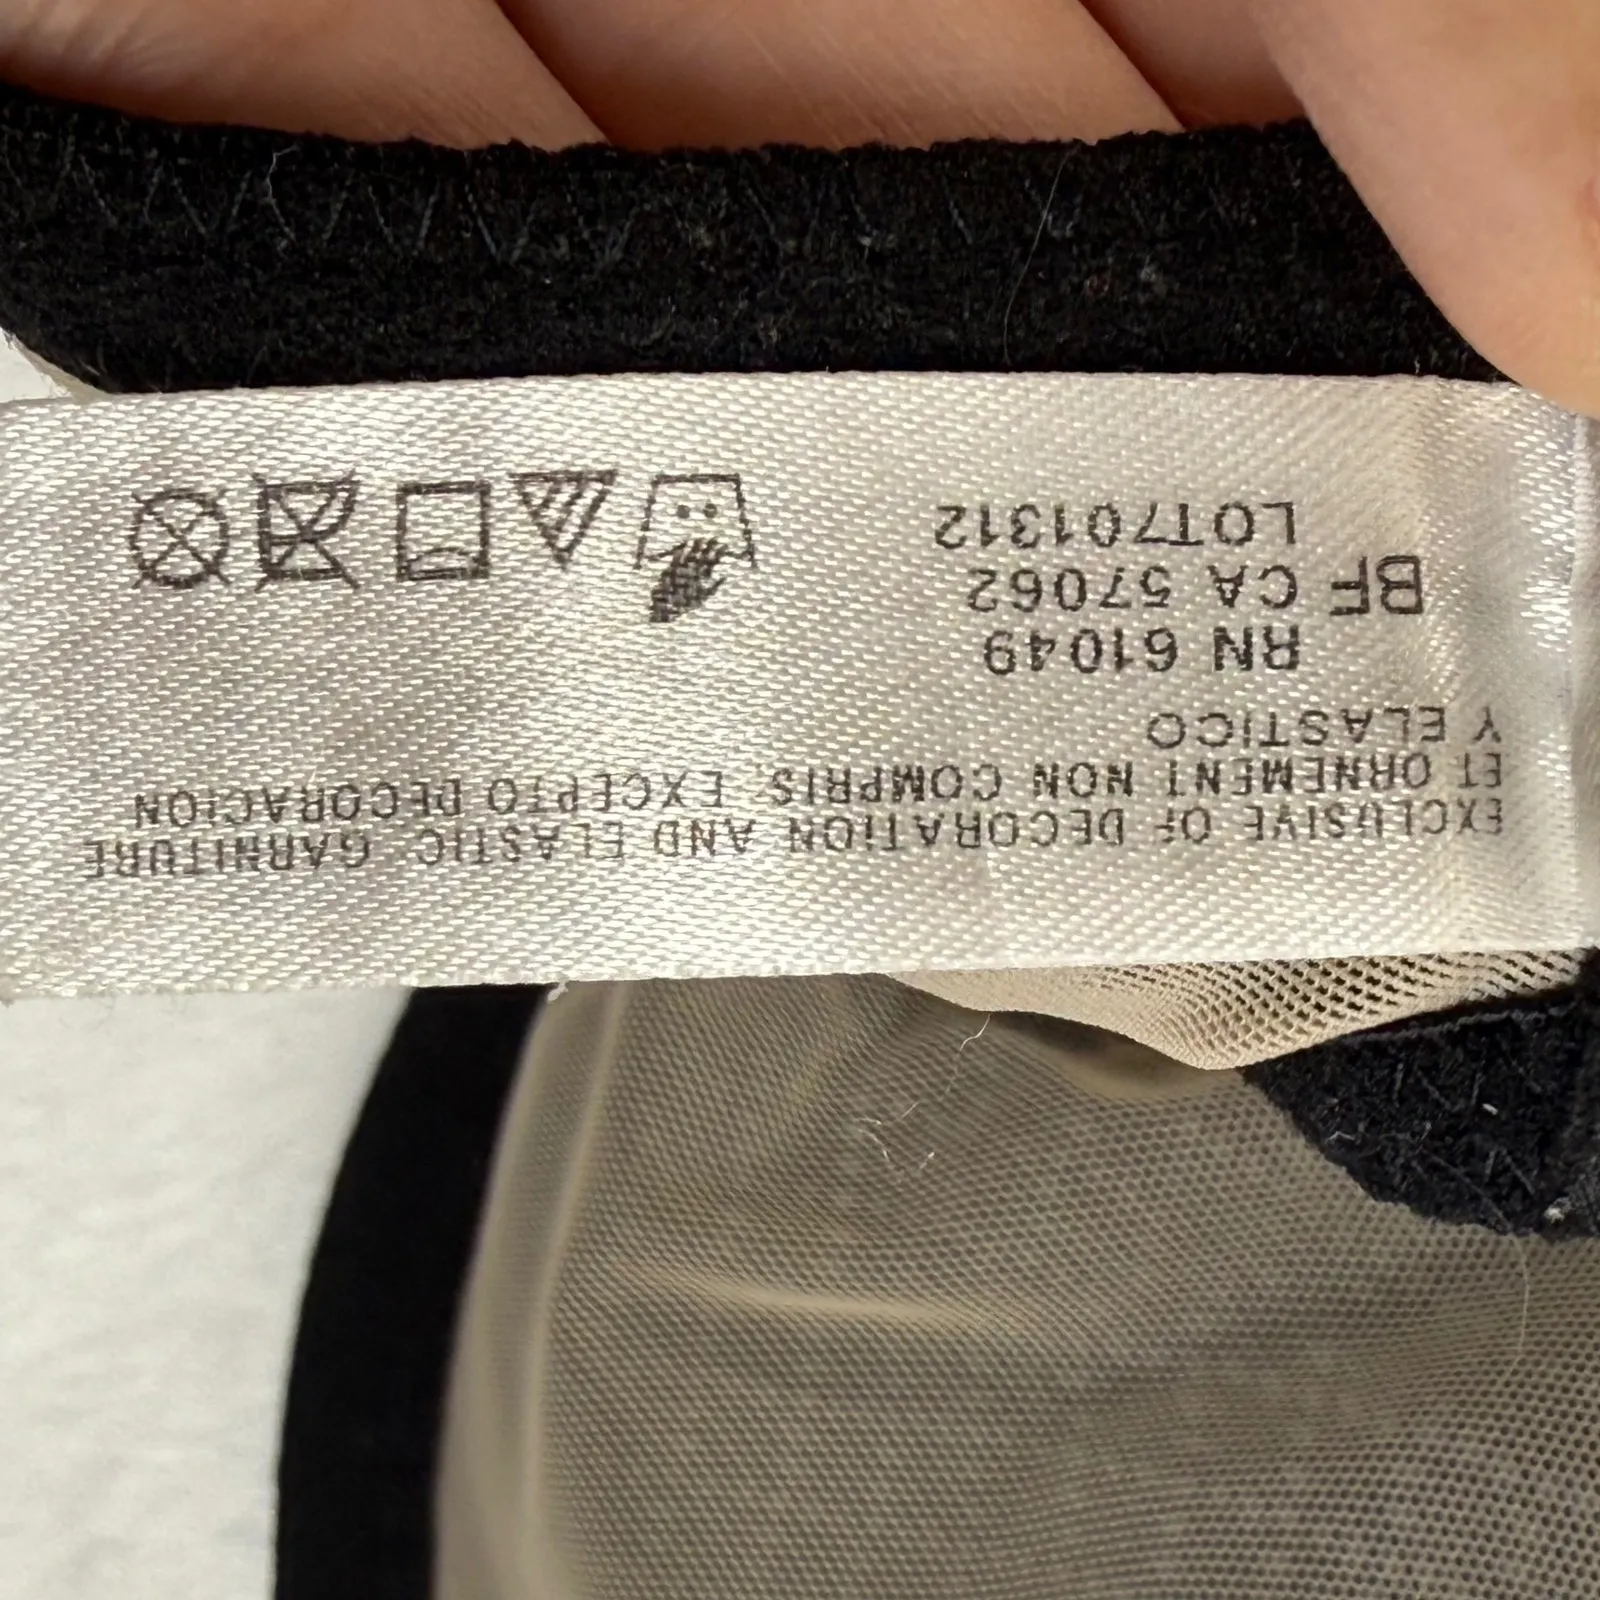 EXCLUSIVE OF DECORATION AND ELASTIC. GARNITURE
ET ORNEMENT NON COMPRIS. EXCEPTO DECORACION
Y ELASTICO
RN 61049
BF CA 57062
LOT701312